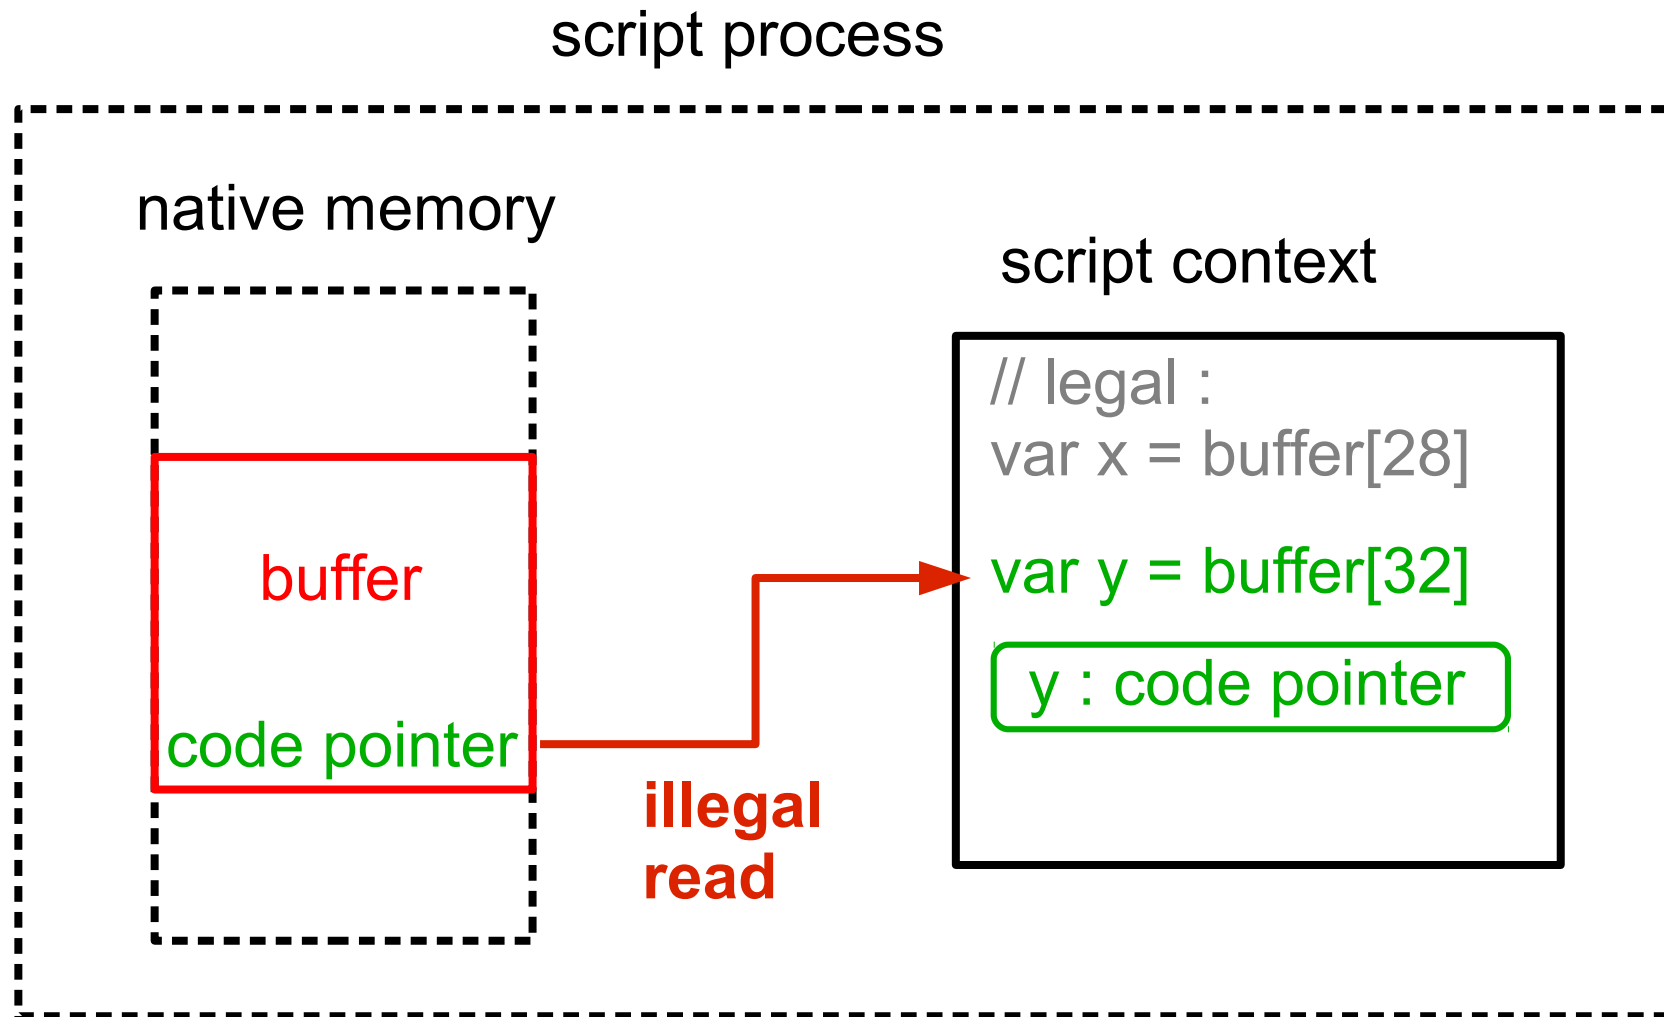 script process
native memory
script context
// legal :
var x = buffer[28]
buffer
var y = buffer[32]
y : code pointer
code pointer
illegal
read